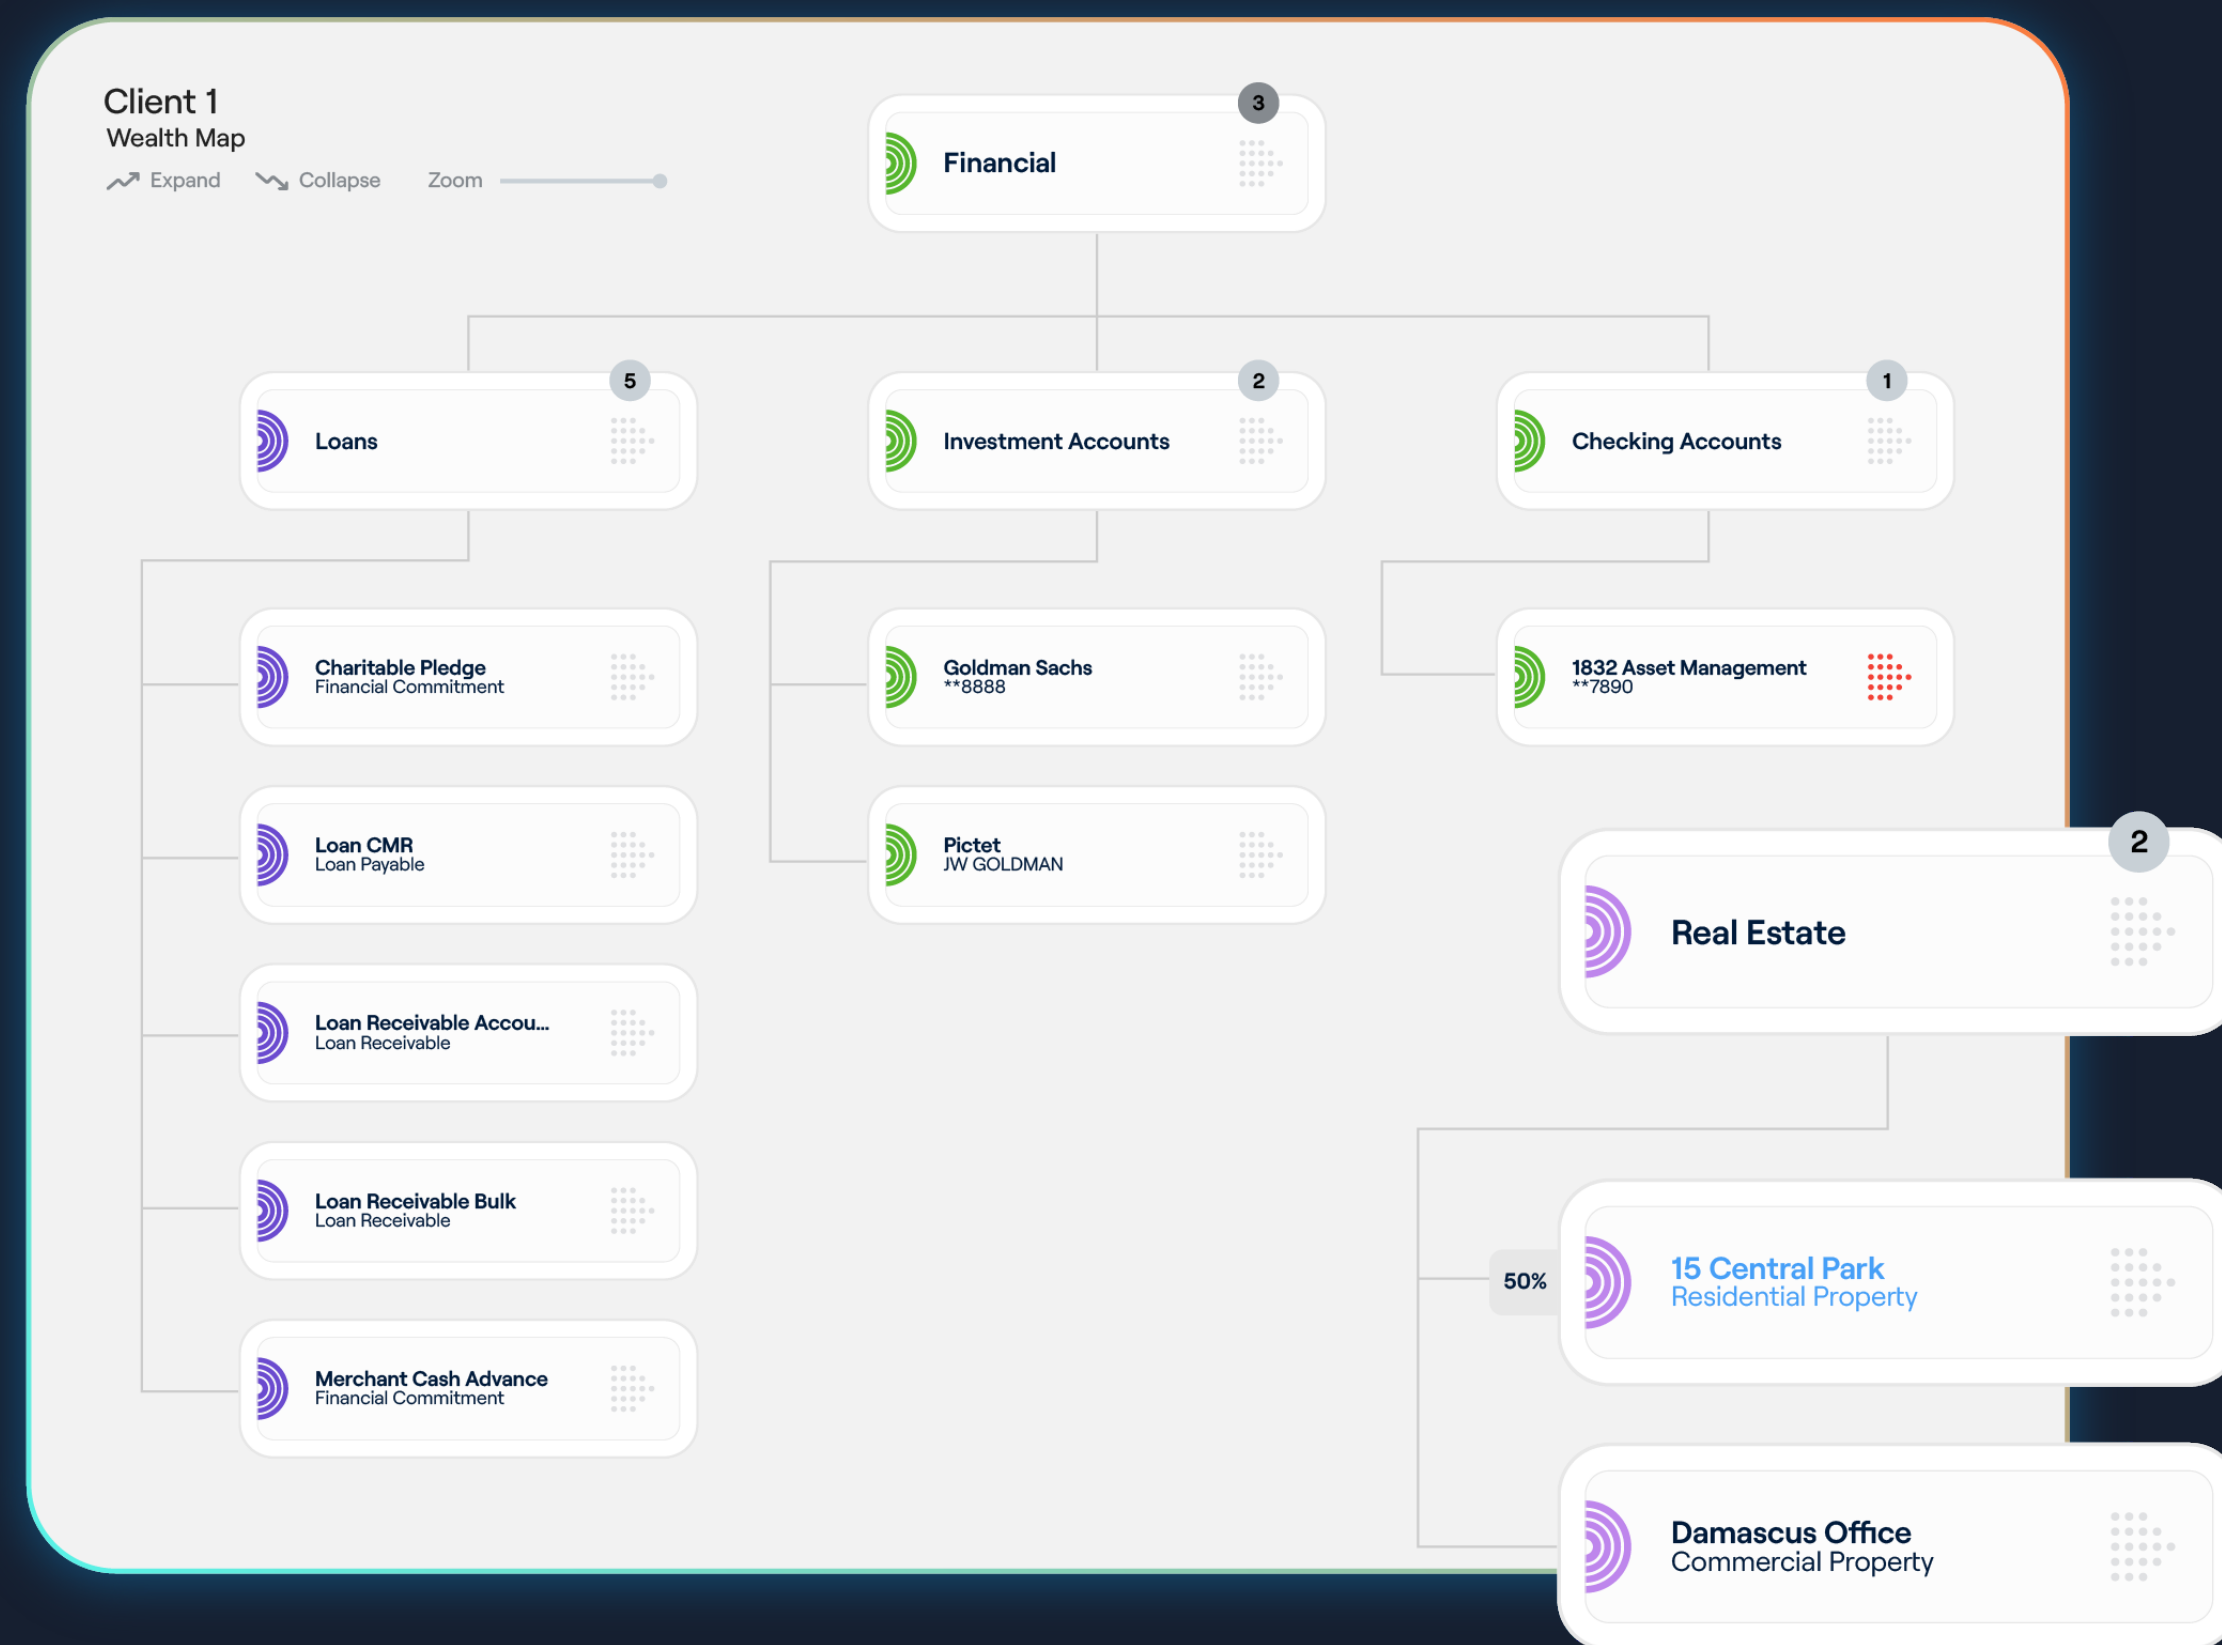 Client 1
Wealth Map
Expand
Collapse
Zoom
3
Financial
5
Loans
2
Investment Accounts
1
Checking Accounts
Charitable Pledge
Financial Commitment
Goldman Sachs
**8888
1832 Asset Management
**7890
Loan CMR
Loan Payable
Pictet
JW GOLDMAN
2
Real Estate
Loan Receivable Accou...
Loan Receivable
Loan Receivable Bulk
Loan Receivable
50%
15 Central Park
Residential Property
Merchant Cash Advance
Financial Commitment
Damascus Office
Commercial Property